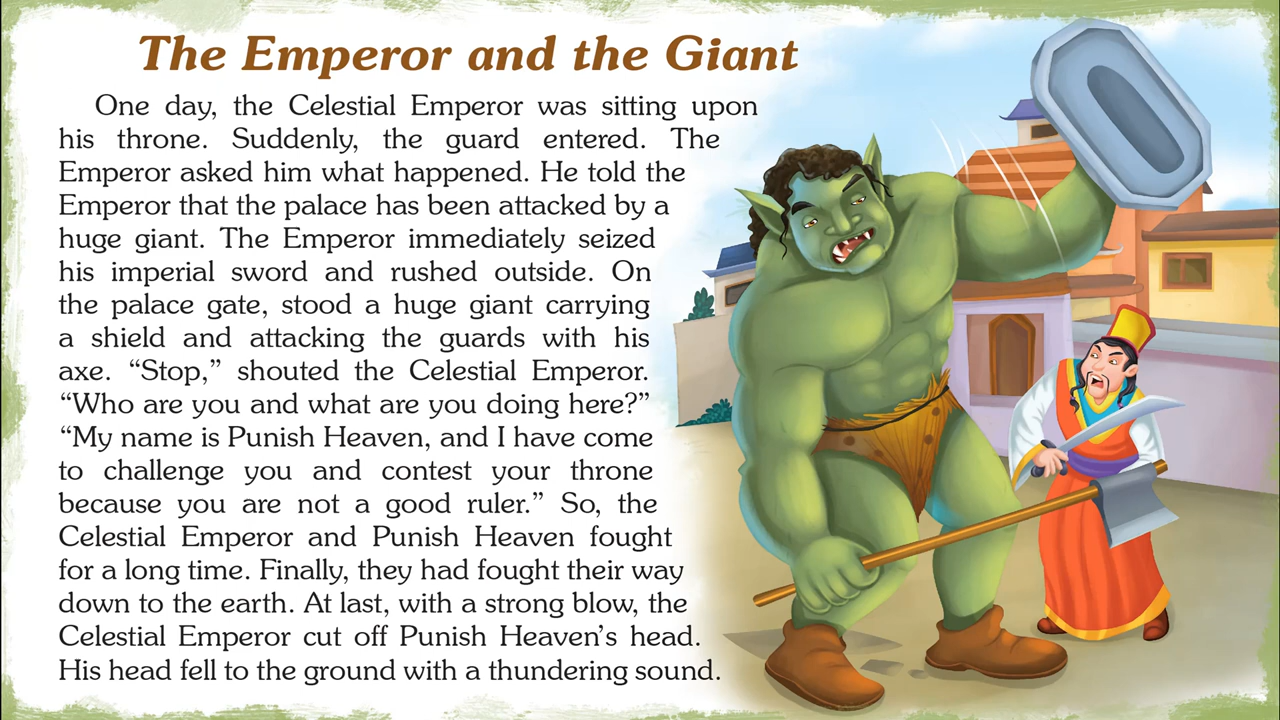 The Emperor and the Giant
One day, the Celestial Emperor was sitting upon
his throne. Suddenly, the guard entered. The
Emperor asked him what happened. He told the
Emperor that the palace has been attacked by a
huge giant. The Emperor immediately seized
his imperial sword and rushed outside. On
the palace gate, stood a huge giant carrying
a shield and attacking the guards with his
axe. “Stop,” shouted the Celestial Emperor.
“Who are you and what are you doing here?”
“My name is Punish Heaven, and I have come
to challenge you and contest your throne
because you are not a good ruler.” So, the
Celestial Emperor and Punish Heaven fought
for a long time. Finally, they had fought their way
down to the earth. At last, with a strong blow, the
Celestial Emperor cut off Punish Heaven’s head.
His head fell to the ground with a thundering sound.